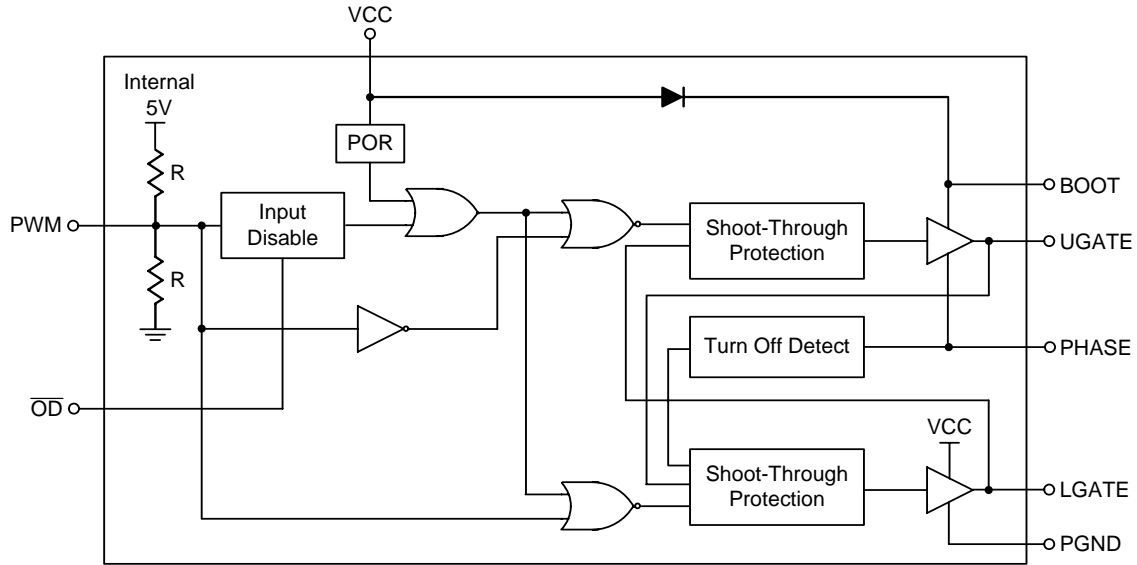 VCC
Internal
5V
R
POR
BOOT
PWM
Input
Disable
Shoot-Through
Protection
UGATE
R
Turn Off Detect
PHASE
O̅D̅
VCC
Shoot-Through
Protection
LGATE
PGND